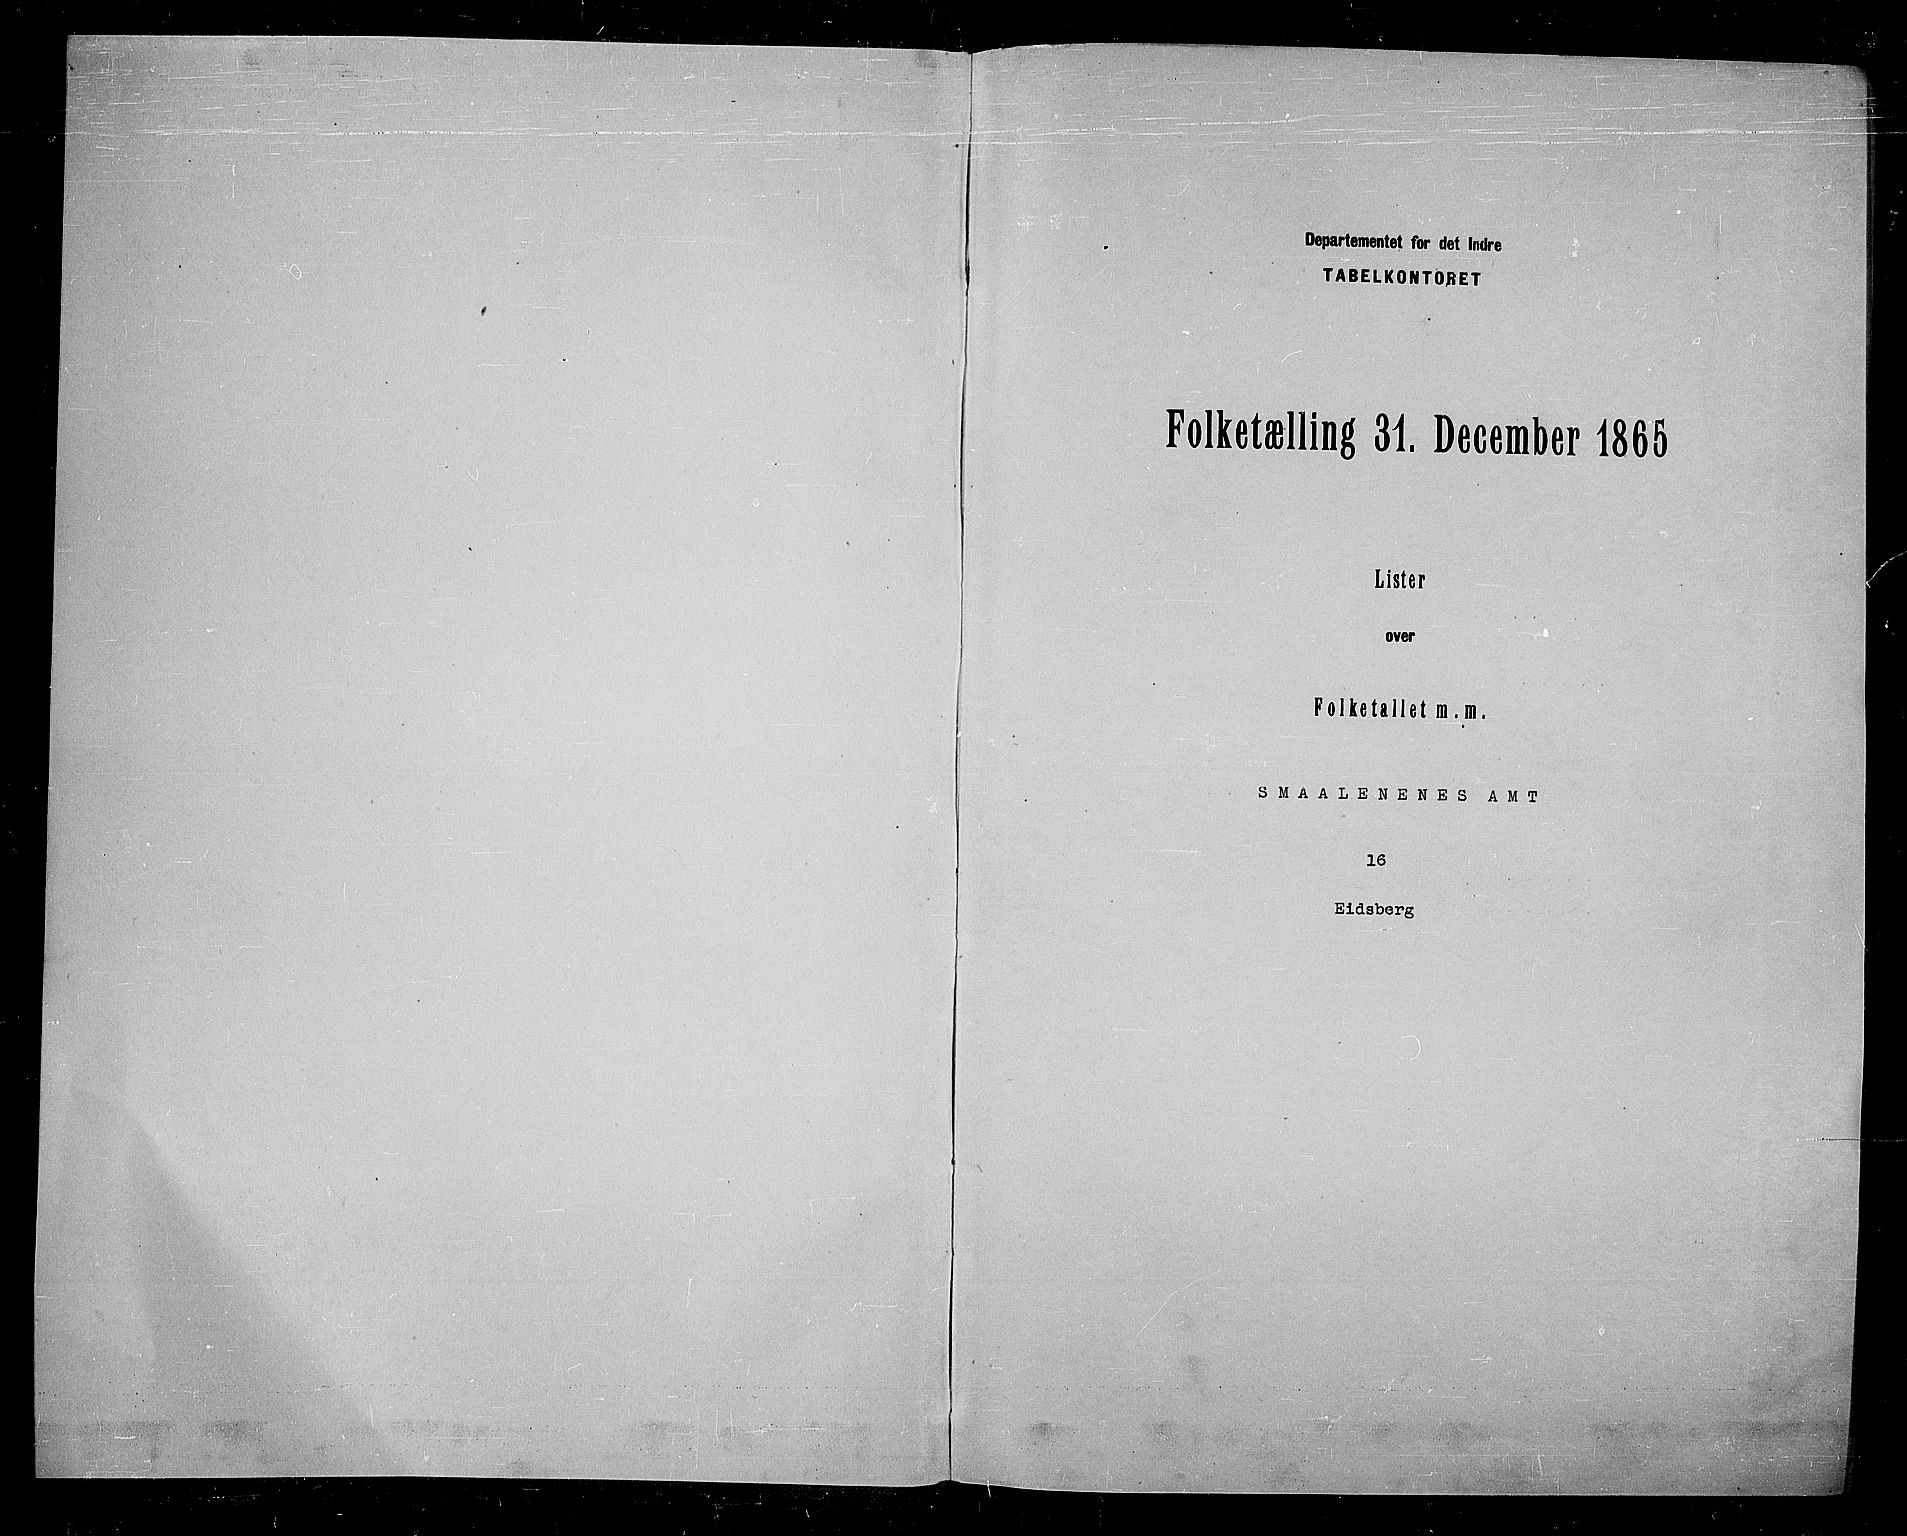 Departementet for det Indre
TABELKONTORET
Folketælling 31. December 1865
Lister
over
Folketallet m.m.
SMAALENENES AMT
16
Eidsberg